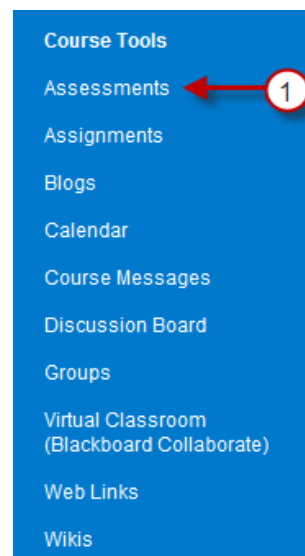 Course Tools
Assessments
1
Assignments
Blogs
Calendar
Course Messages
Discussion Board
Groups
Virtual Classroom
(Blackboard Collaborate)
Web Links
Wikis